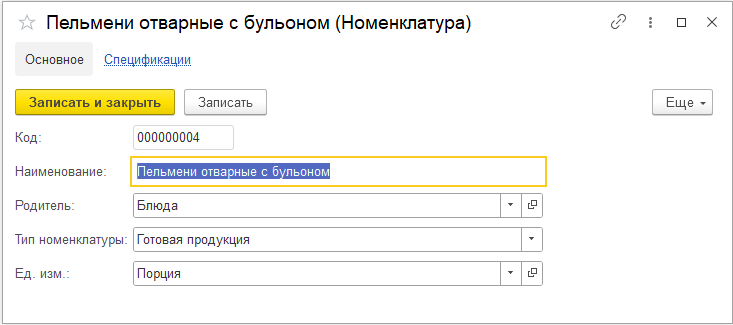 Пельмени отварные с бульоном (Номенклатура)
Основное Спецификации
Записать и закрыть Записать Еще
Код: 000000004
Наименование: Пельмени отварные с бульоном
Родитель: Блюда
Тип номенклатуры: Готовая продукция
Ед. изм.: Порция